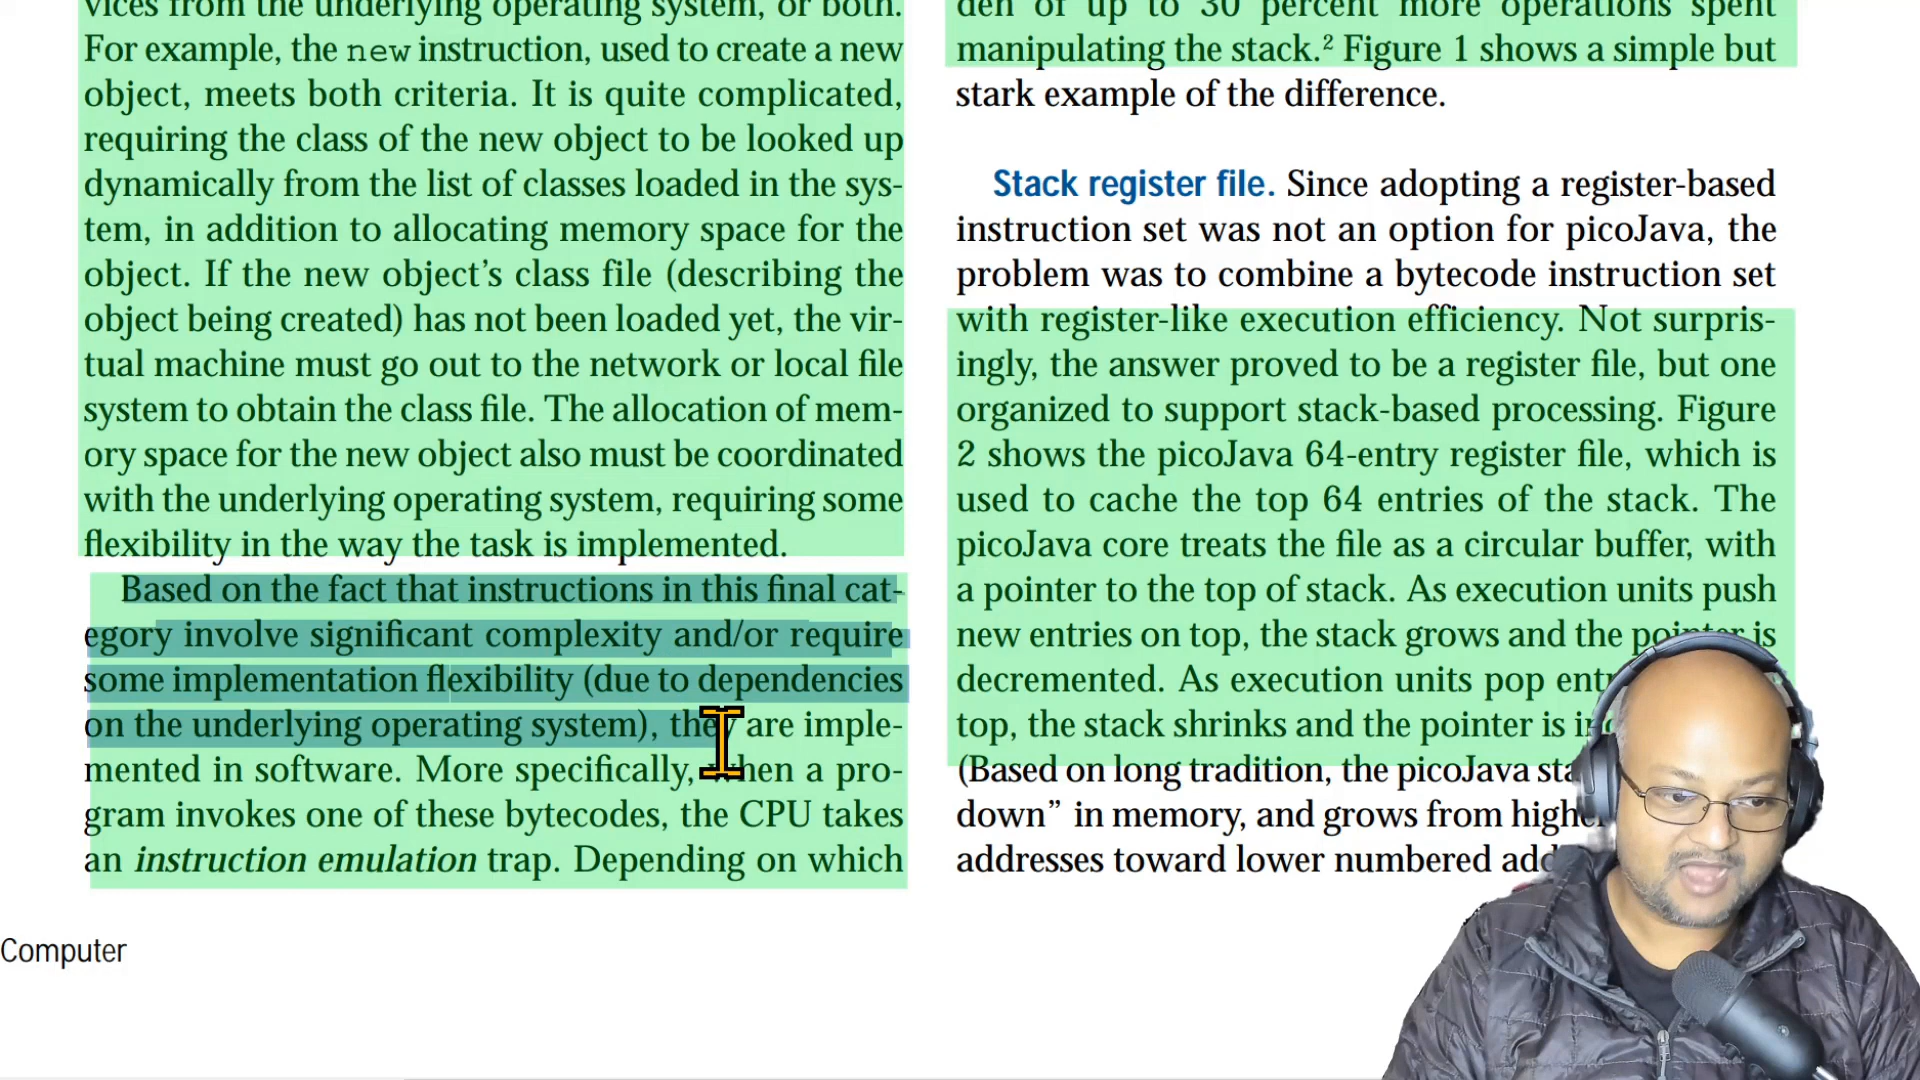 vices from the underlying operating system, or both.
For example, the new instruction, used to create a new
object, meets both criteria. It is quite complicated,
requiring the class of the new object to be looked up
dynamically from the list of classes loaded in the sys-
tem, in addition to allocating memory space for the
object. If the new object's class file (describing the
object being created) has not been loaded yet, the vir-
tual machine must go out to the network or local file
system to obtain the class file. The allocation of mem-
ory space for the new object also must be coordinated
with the underlying operating system, requiring some
flexibility in the way the task is implemented.
Based on the fact that instructions in this final cat-
egory involve significant complexity and/or require
some implementation flexibility (due to dependencies
on the underlying operating system), they are imple-
mented in software. More specifically, when a pro-
gram invokes one of these bytecodes, the CPU takes
an instruction emulation trap. Depending on which
Computer
den of up to 30 percent more operations spent
manipulating the stack.² Figure 1 shows a simple but
stark example of the difference.
Stack register file. Since adopting a register-based
instruction set was not an option for picoJava, the
problem was to combine a bytecode instruction set
with register-like execution efficiency. Not surpris-
ingly, the answer proved to be a register file, but one
organized to support stack-based processing. Figure
2 shows the picoJava 64-entry register file, which is
used to cache the top 64 entries of the stack. The
picoJava core treats the file as a circular buffer, with
a pointer to the top of stack. As execution units push
new entries on top, the stack grows and the pointer is
decremented. As execution units pop
top, the stack shrinks and the pointer is
(Based on long tradition, the picoJava
down" in memory, and grows from
addresses toward lower numbered